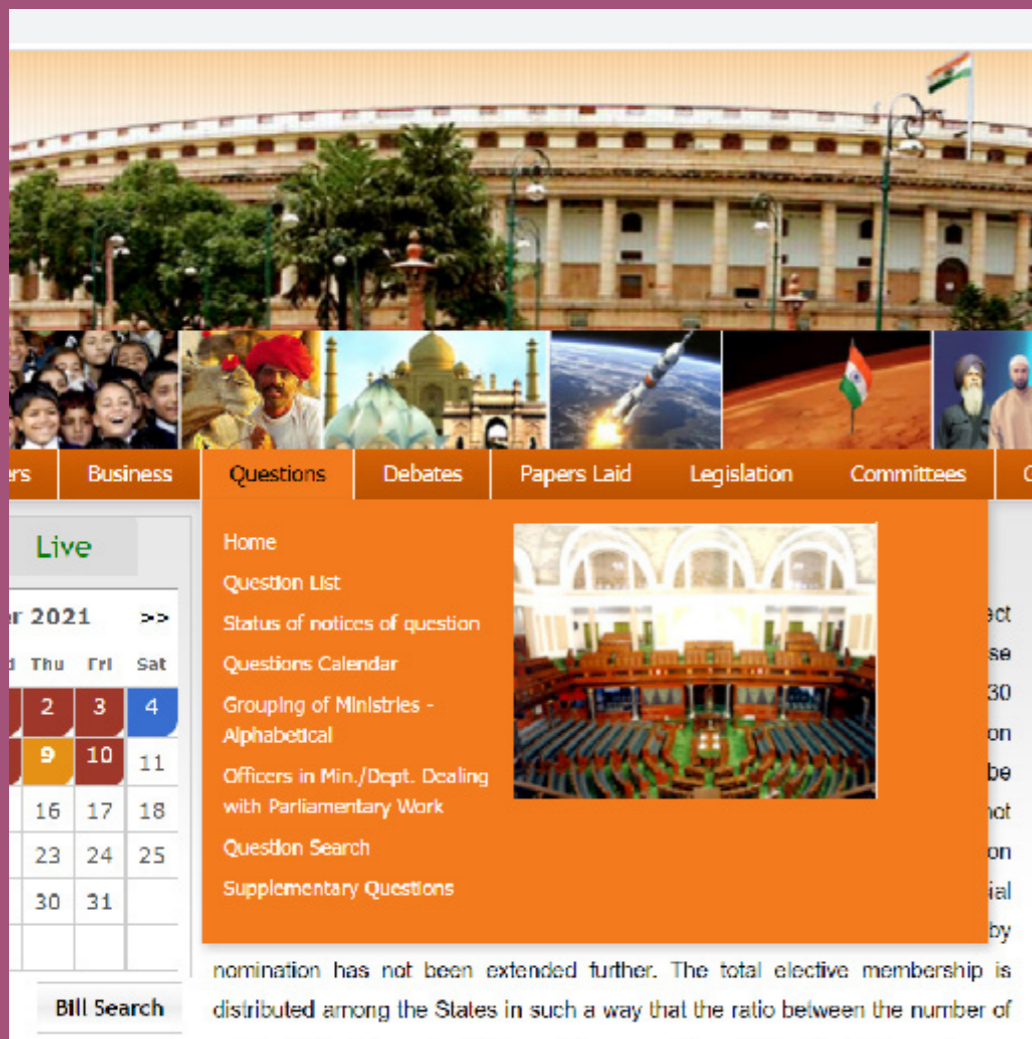 ers Business Questions Debates Papers Laid Legislation Committees
Live
Home
Question List
r 2021 >>
Status of notices of question
Thu Fri Sat
Questions Calendar
2 3 4
Grouping of Ministries -
Alphabetical
9 10 11
Officers in Min./Dept. Dealing
with Parliamentary Work
16 17 18
Question Search
23 24 25
Supplementary Questions
30 31
ect
se
30
on
be
not
on
ial
by
nomination has not been extended further. The total elective membership is
Bill Search
distributed among the States in such a way that the ratio between the number of